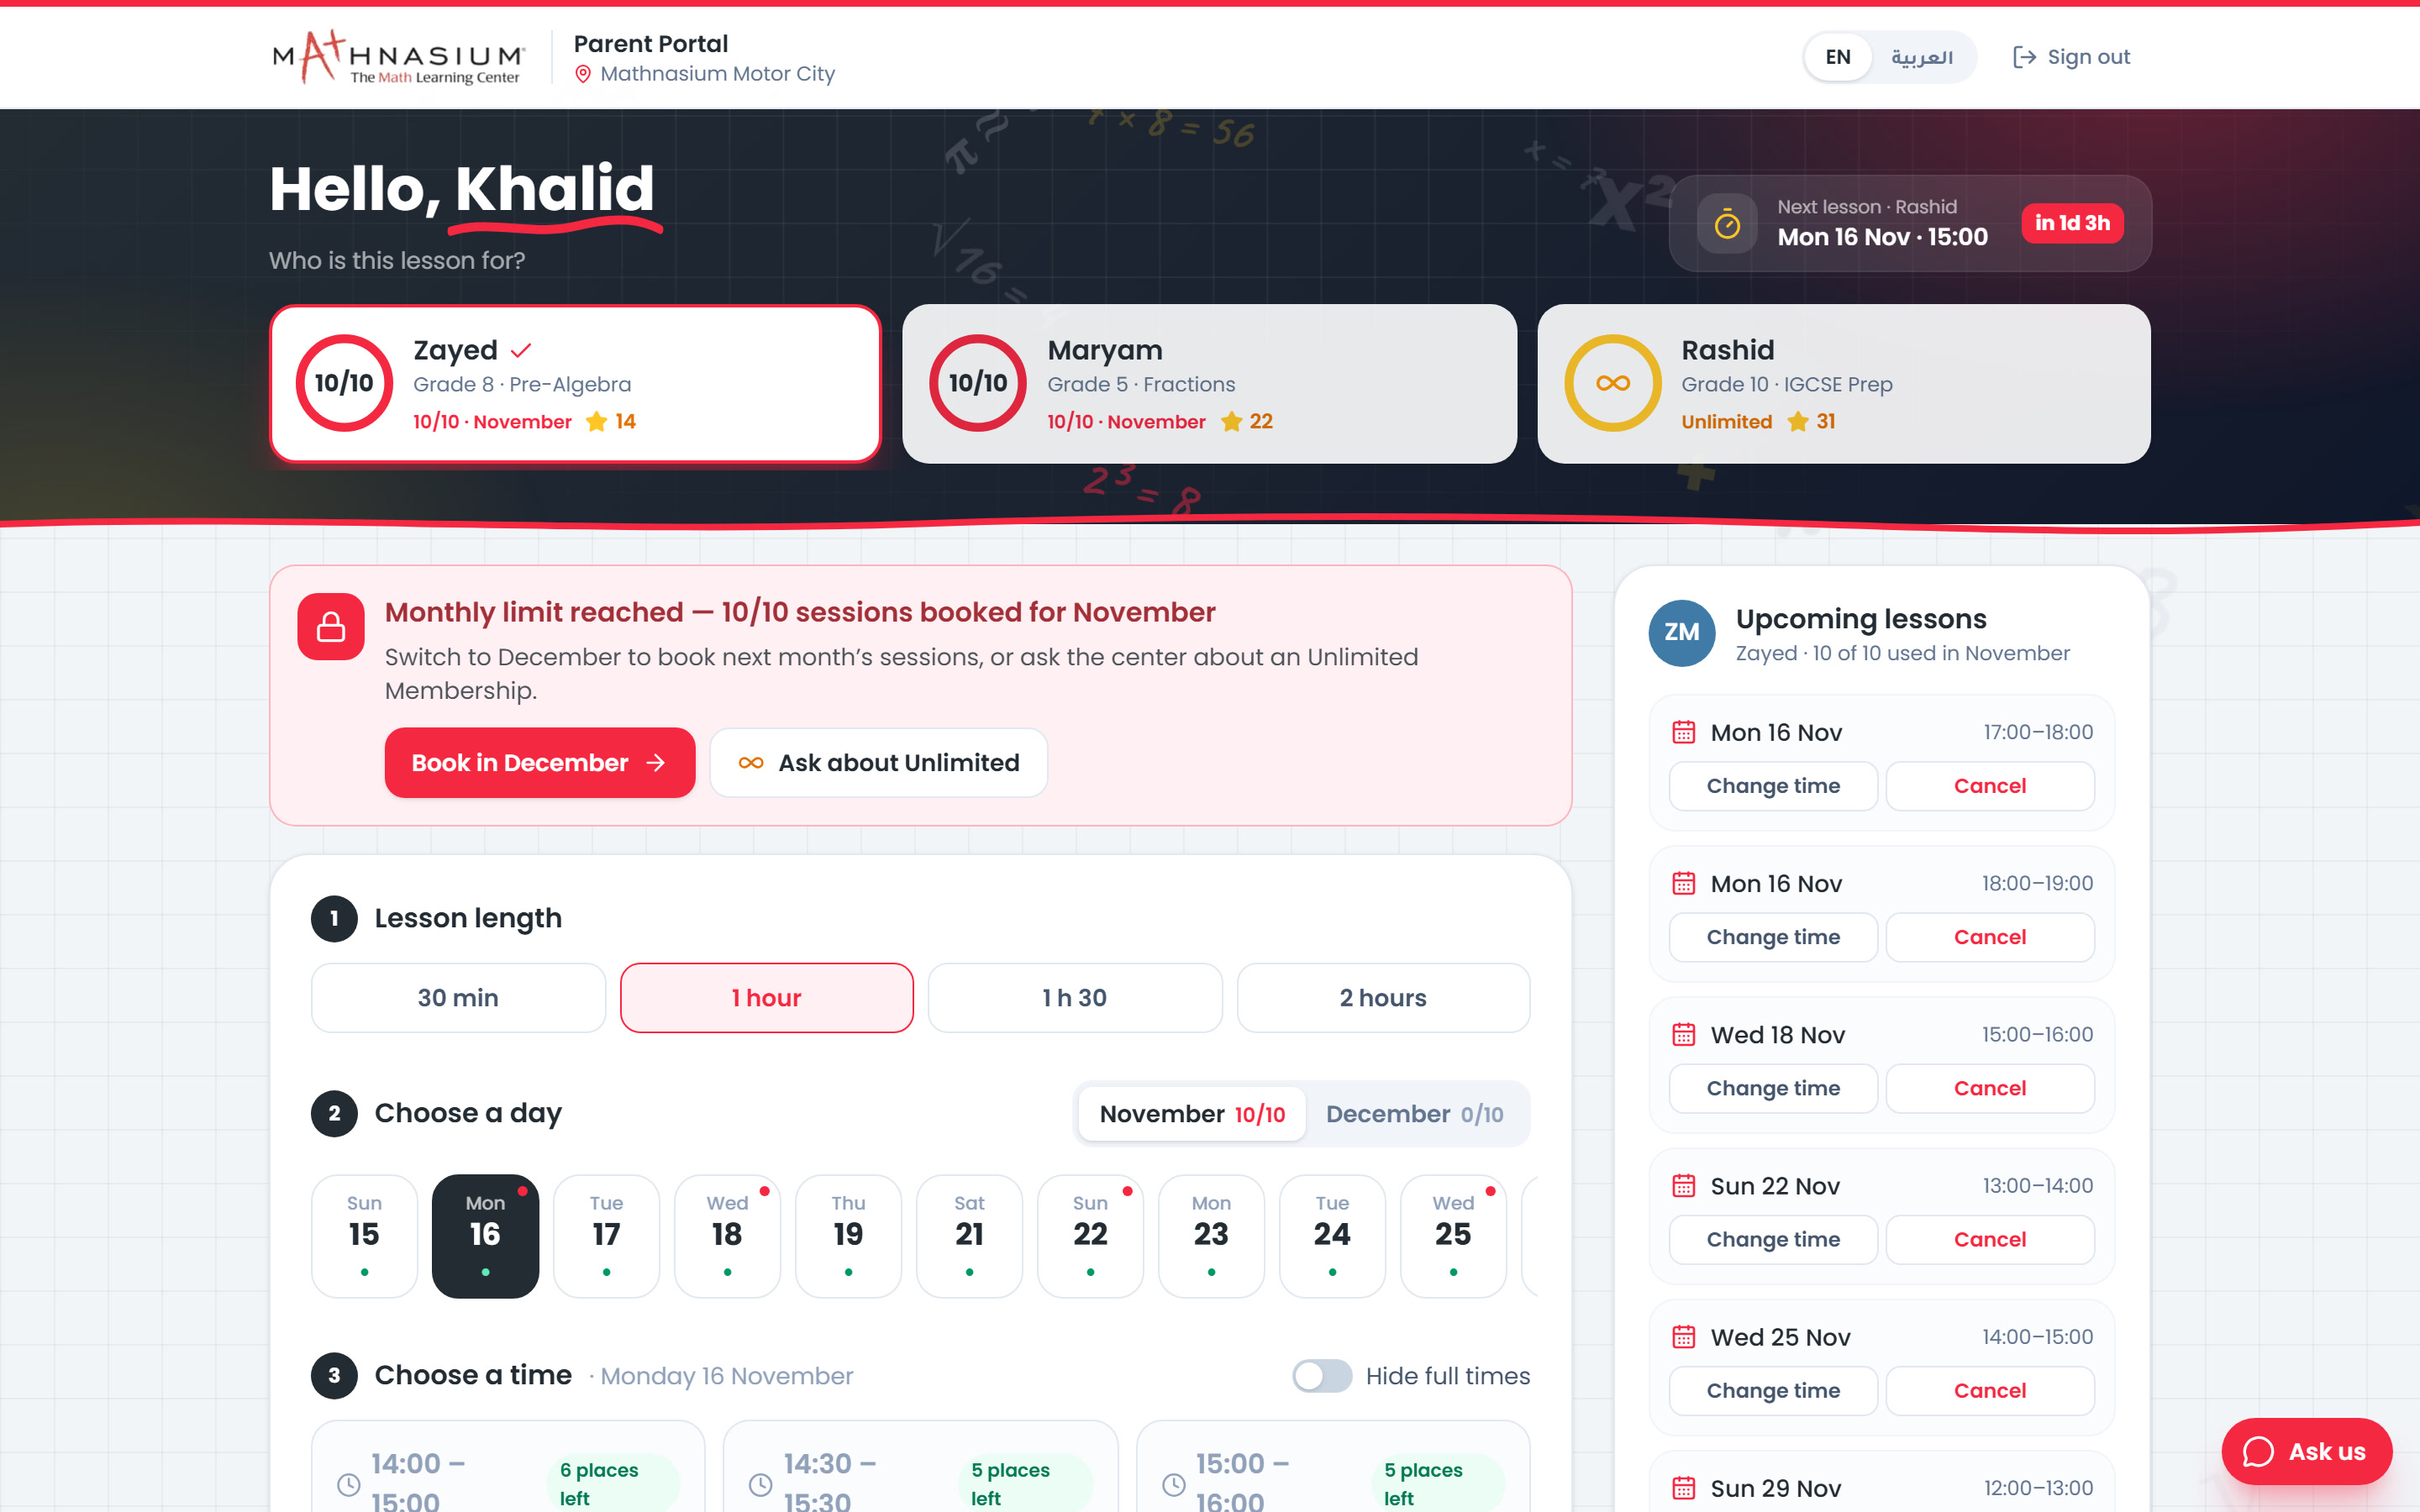 MATHNASIUM
The Math Learning Center
Parent Portal
Mathnasium Motor City
EN
العربية
Sign out
π
≈
7 × 8 = 56
√16 =
x²
Hello, Khalid
Who is this lesson for?
Next lesson · Rashid
Mon 16 Nov · 15:00
in 1d 3h
10/10
Zayed
Grade 8 · Pre-Algebra
10/10 · November
14
10/10
Maryam
Grade 5 · Fractions
10/10 · November
22
Rashid
Grade 10 · IGCSE Prep
Unlimited
31
2³ = 8
Monthly limit reached — 10/10 sessions booked for November
Switch to December to book next month’s sessions, or ask the center about an Unlimited
Membership.
Book in December
Ask about Unlimited
1
Lesson length
30 min
1 hour
1 h 30
2 hours
2
Choose a day
November 10/10
December 0/10
Sun
15
Mon
16
Tue
17
Wed
18
Thu
19
Sat
21
Sun
22
Mon
23
Tue
24
Wed
25
3
Choose a time · Monday 16 November
Hide full times
14:00 –
15:00
6 places
left
14:30 –
15:30
5 places
left
15:00 –
16:00
5 places
left
ZM
Upcoming lessons
Zayed · 10 of 10 used in November
Mon 16 Nov
17:00–18:00
Change time
Cancel
Mon 16 Nov
18:00–19:00
Change time
Cancel
Wed 18 Nov
15:00–16:00
Change time
Cancel
Sun 22 Nov
13:00–14:00
Change time
Cancel
Wed 25 Nov
14:00–15:00
Change time
Cancel
Sun 29 Nov
12:00–13:00
Ask us